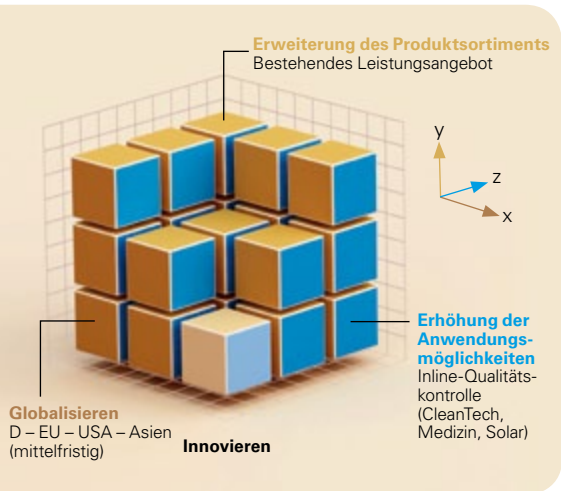 Erweiterung des Produktsortiments
Bestehendes Leistungsangebot
y
z
x
Erhöhung der
Anwendungs-
möglichkeiten
Inline-Qualitäts-
kontrolle
(CleanTech,
Medizin, Solar)
Globalisieren
D – EU – USA – Asien
(mittelfristig)
Innovieren